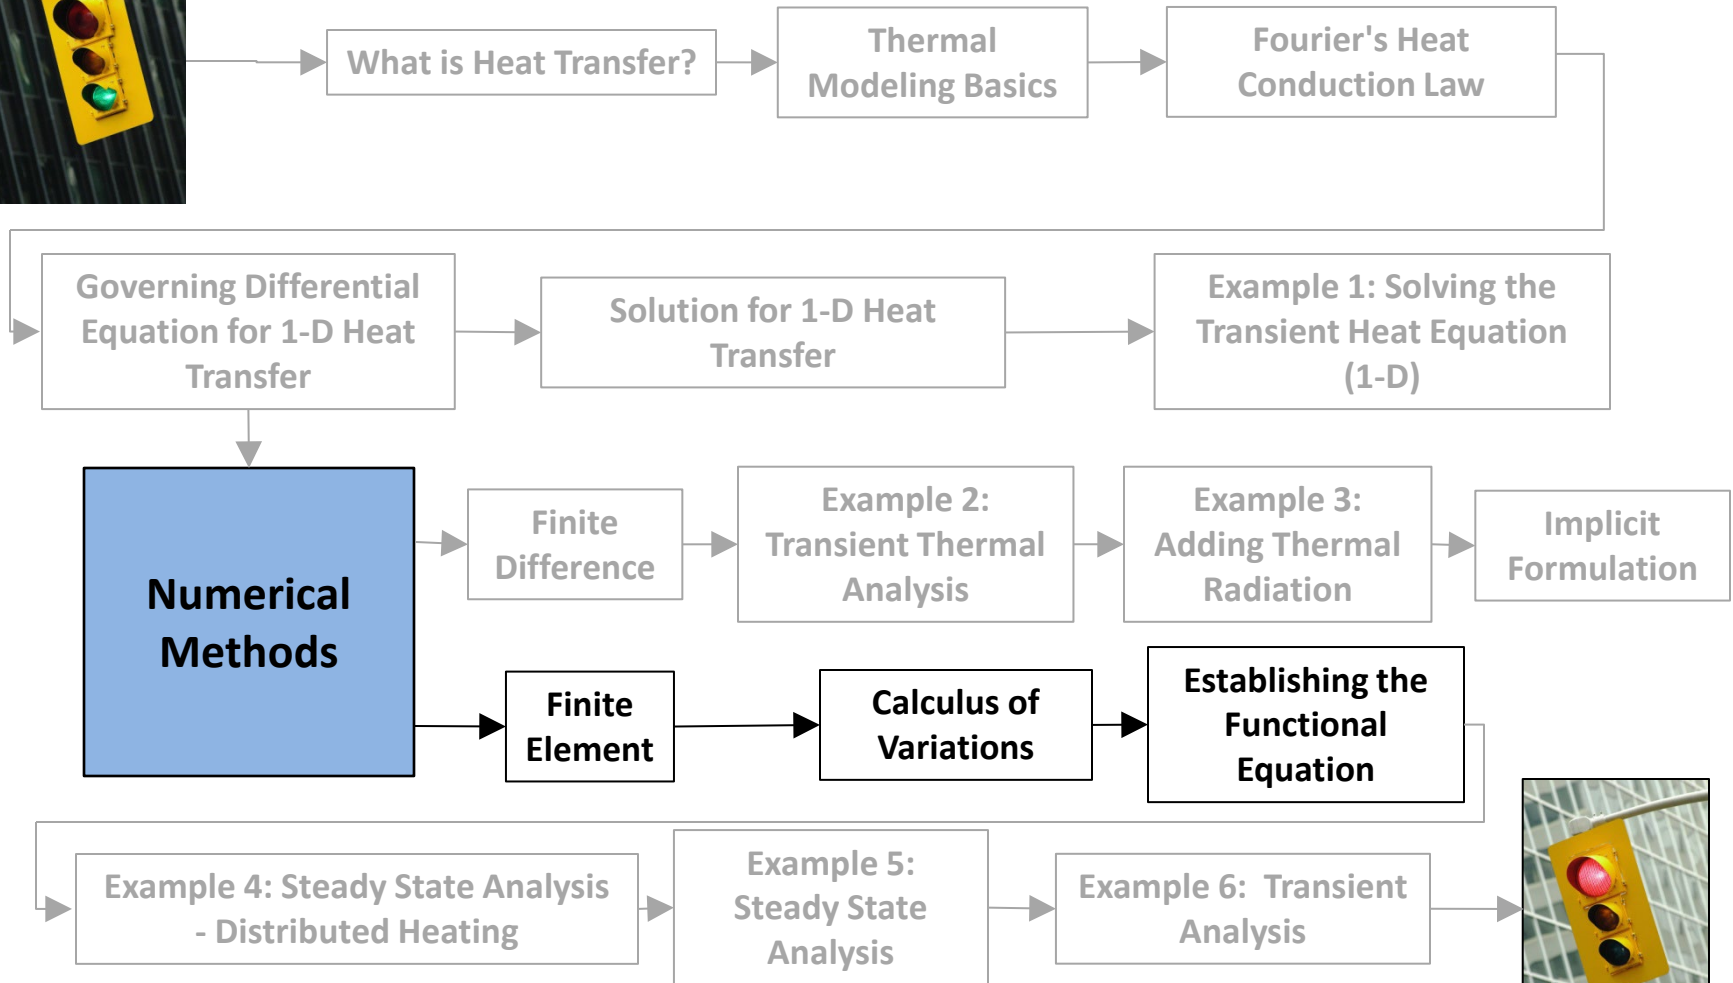 What is Heat Transfer?
Thermal
Modeling Basics
Fourier's Heat
Conduction Law
Governing Differential
Equation for 1-D Heat
Transfer
Solution for 1-D Heat
Transfer
Example 1: Solving the
Transient Heat Equation
(1-D)
Numerical
Methods
Finite
Difference
Example 2:
Transient Thermal
Analysis
Example 3:
Adding Thermal
Radiation
Implicit
Formulation
Finite
Element
Calculus of
Variations
Establishing the
Functional
Equation
Example 4: Steady State Analysis
- Distributed Heating
Example 5:
Steady State
Analysis
Example 6:  Transient
Analysis